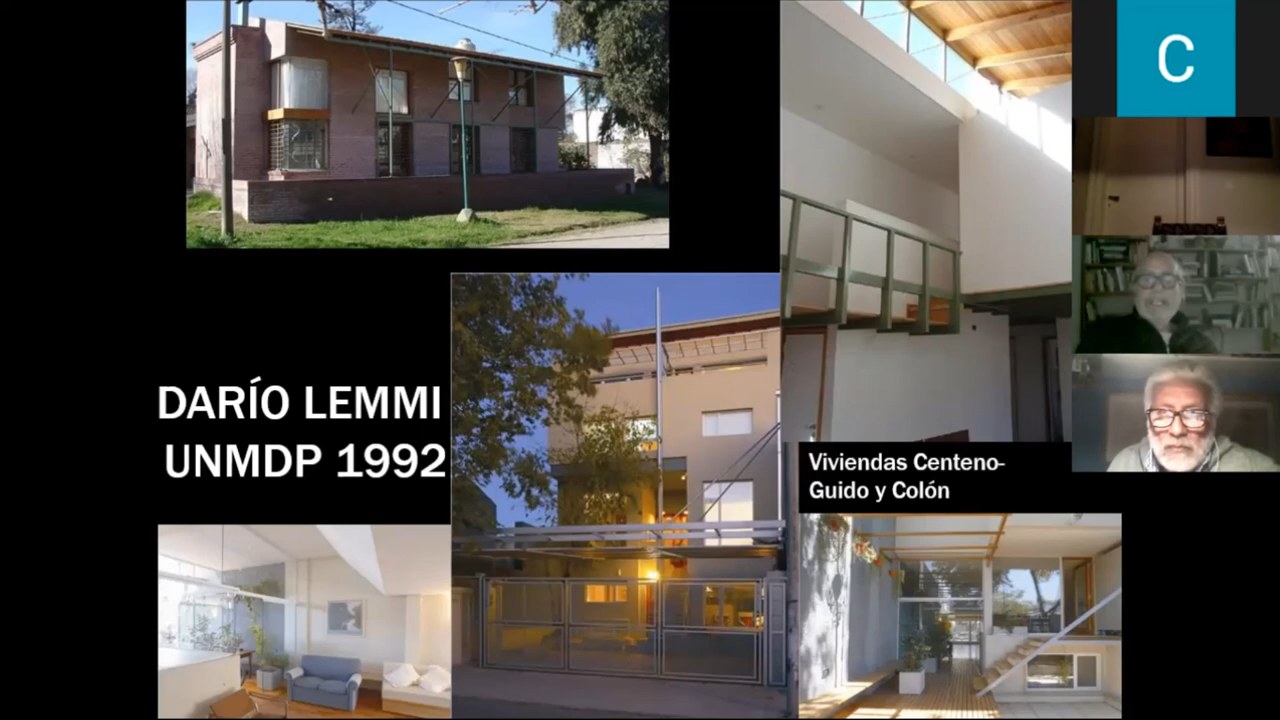 C
DARÍO LEMMI
UNMDP 1992
Viviendas Centeno-
Guido y Colón